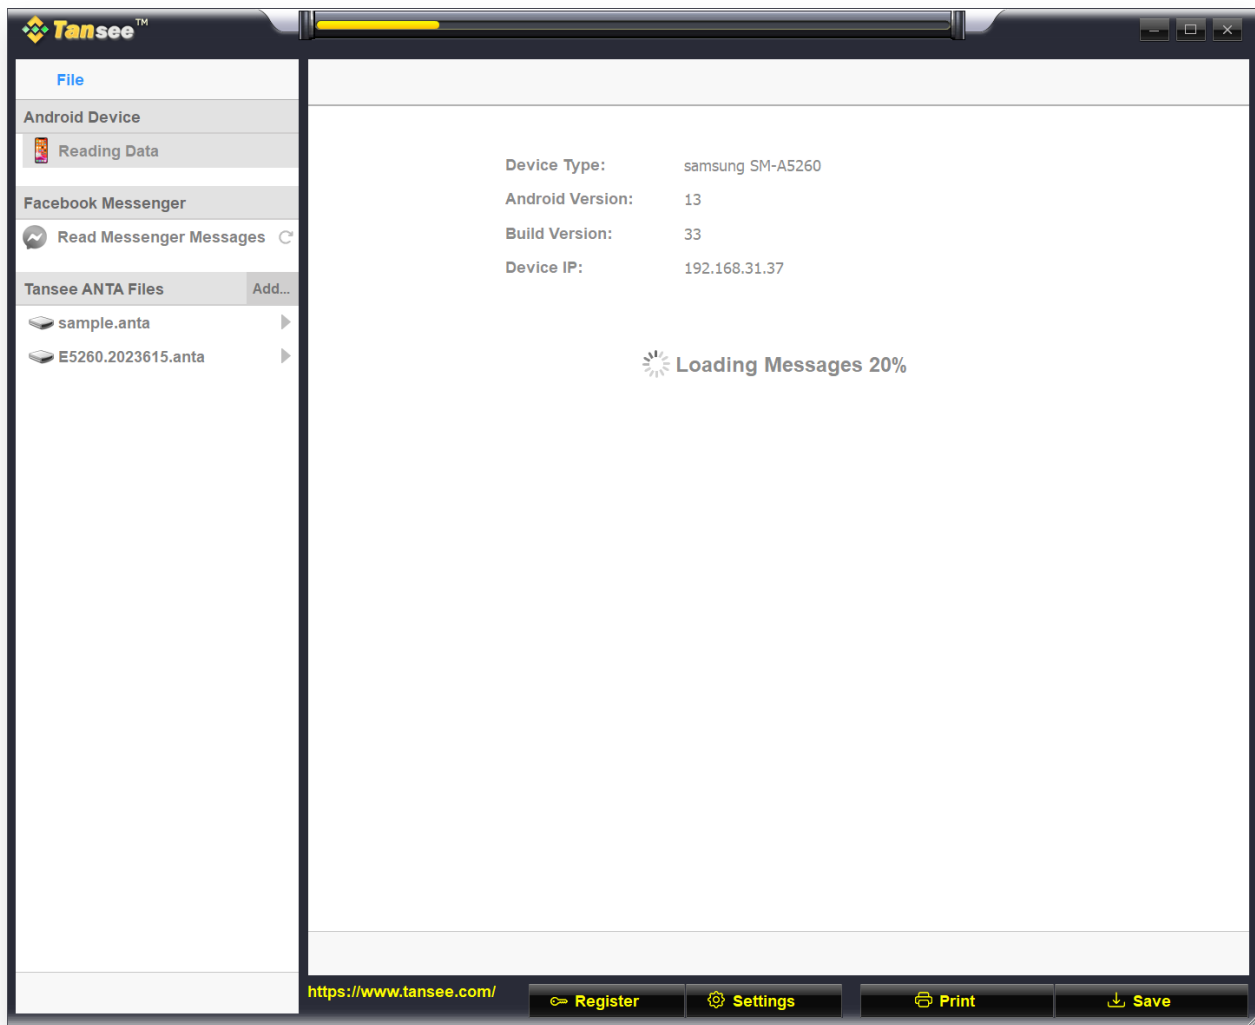 Tansee™
File
Android Device
Reading Data
Facebook Messenger
Read Messenger Messages
Tansee ANTA Files Add...
sample.anta
E5260.2023615.anta
Device Type: samsung SM-A5260
Android Version: 13
Build Version: 33
Device IP: 192.168.31.37
Loading Messages 20%
https://www.tansee.com/ Register Settings Print Save